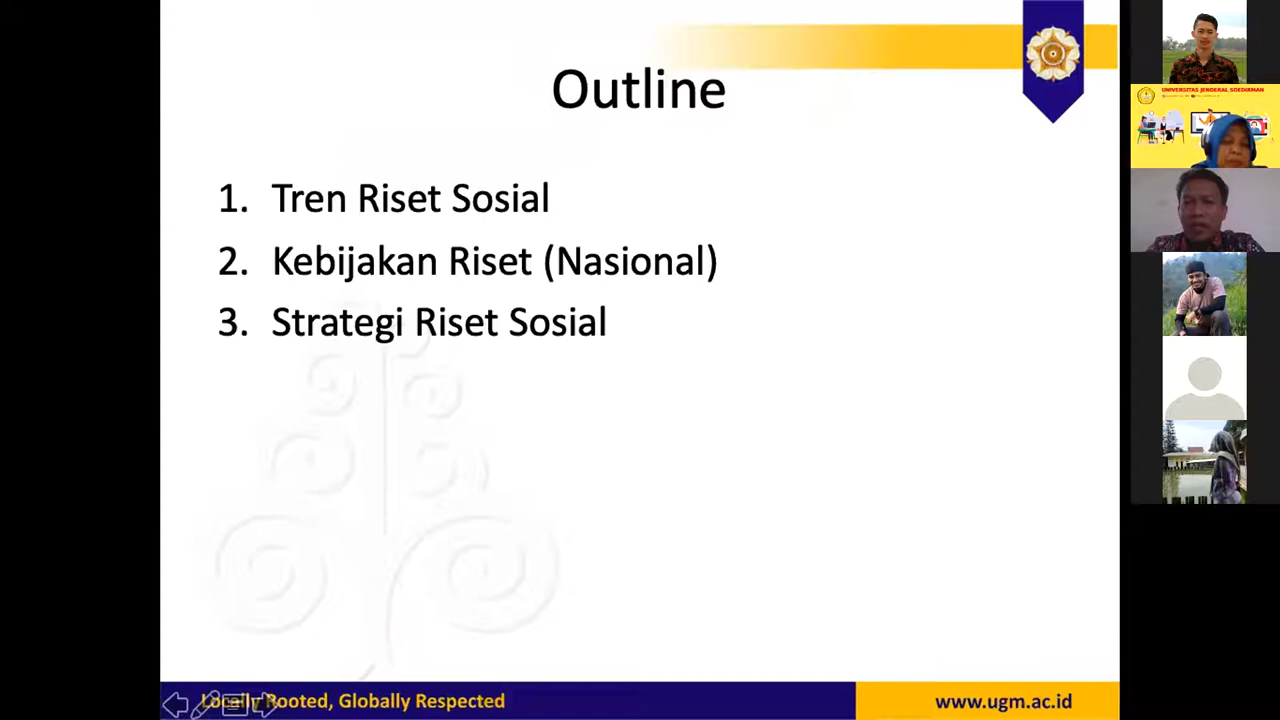 Outline
1. Tren Riset Sosial
2. Kebijakan Riset (Nasional)
3. Strategi Riset Sosial
Locally Rooted, Globally Respected
www.ugm.ac.id
UNIVERSITAS JENDERAL SOEDIRMAN